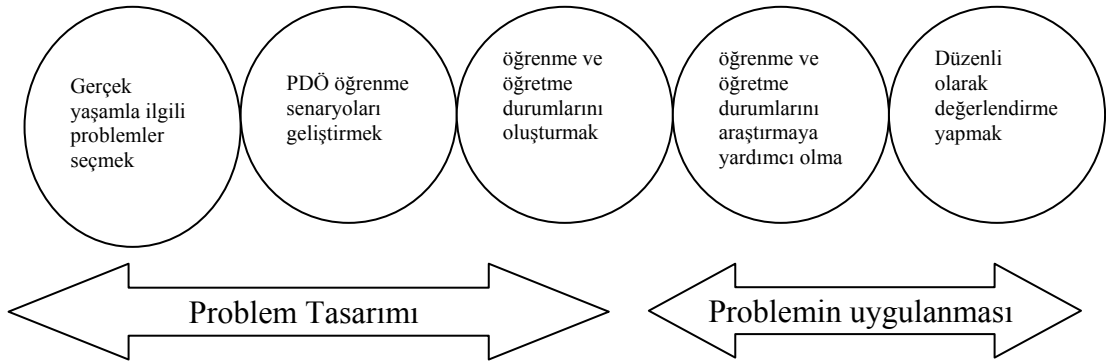 Gerçek
yaşamla ilgili
problemler
seçmek
PDÖ öğrenme
senaryoları
geliştirmek
öğrenme ve
öğretme
durumlarını
oluşturmak
öğrenme ve
öğretme
durumlarını
araştırmaya
yardımcı olma
Düzenli
olarak
değerlendirme
yapmak
Problem Tasarımı
Problemin uygulanması